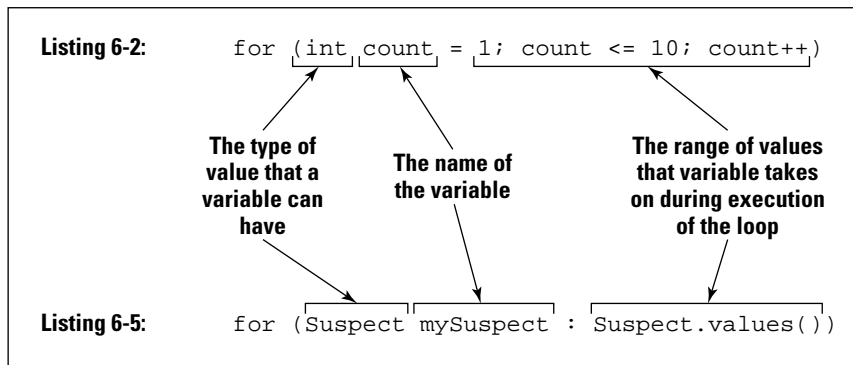 Listing 6-2: for (int count = 1; count <= 10; count++)
The type of
value that a
variable can
have
The name of
the variable
The range of values
that variable takes
on during execution
of the loop
Listing 6-5: for (Suspect mySuspect : Suspect.values())